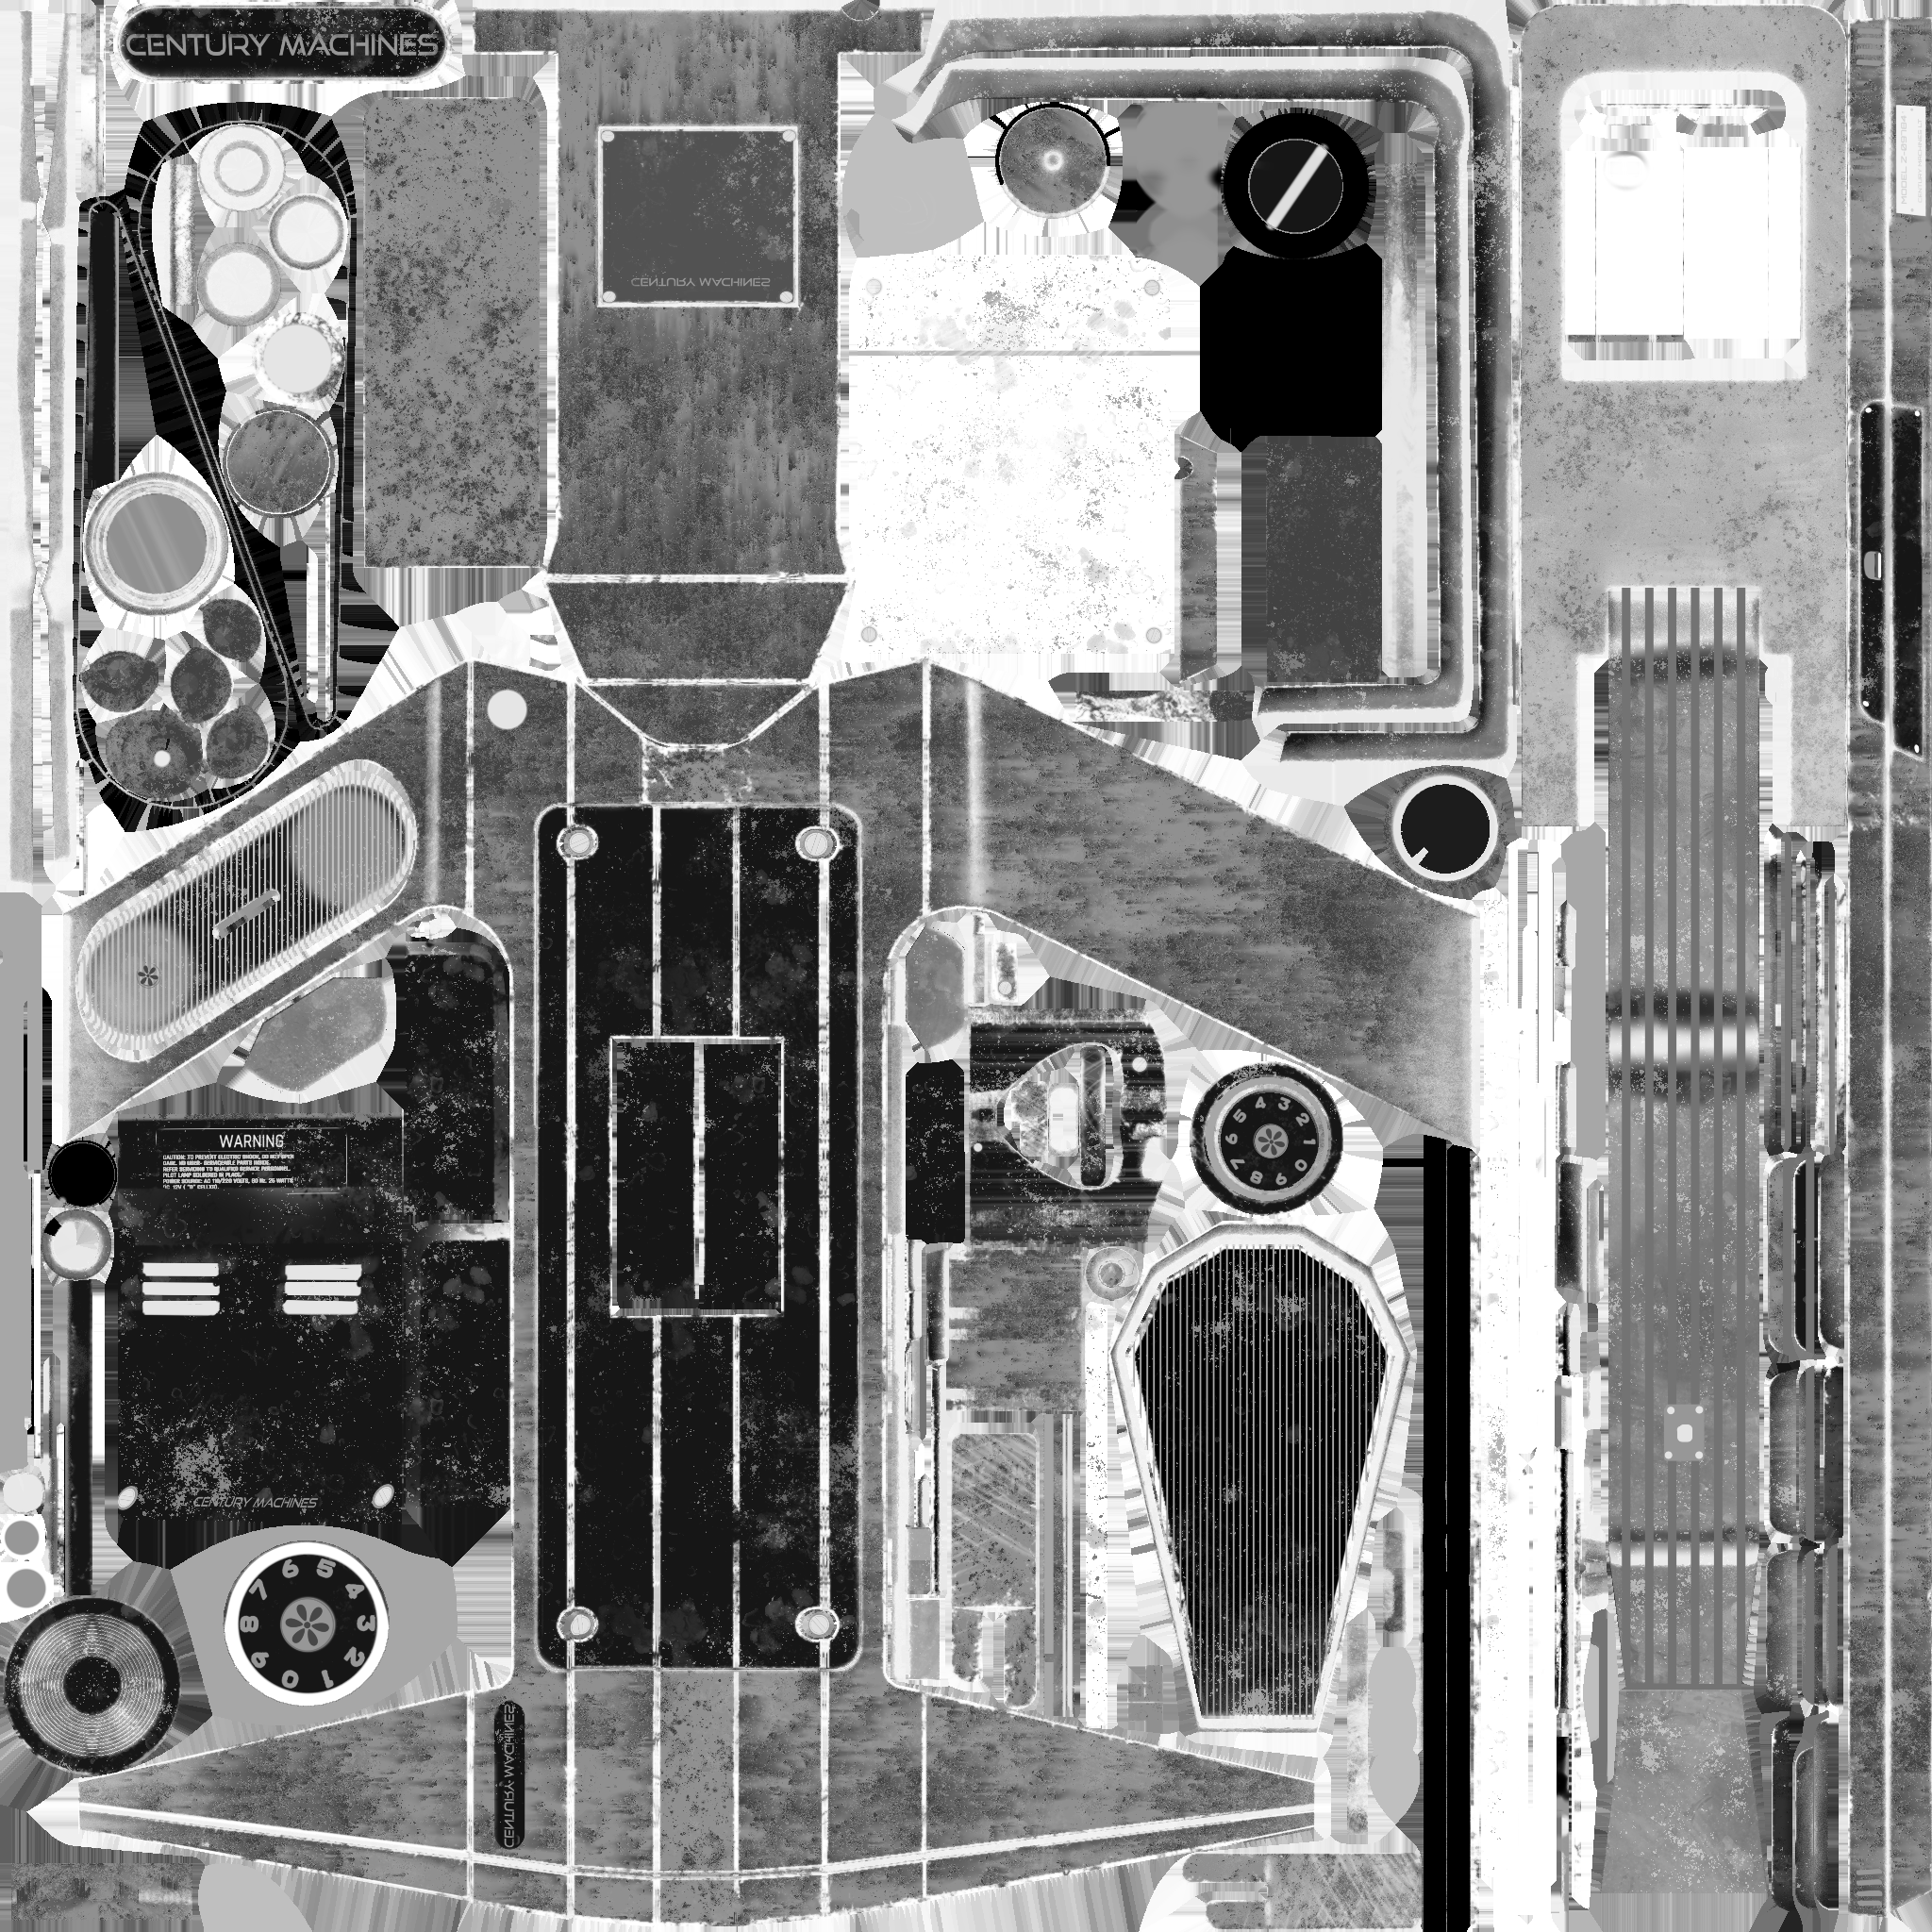 CENTURY MACHINES
CENTURY MACHINES
WARNING
CAUTION: TO PREVENT ELECTRIC SHOCK, DO NOT OPEN
CASE. NO USER- SERVICEABLE PARTS INSIDE.
REFER SERVICING TO QUALIFIED SERVICE PERSONNEL.
PILOT LAMP SOLDERED IN PLACE.
POWER SOURCE: AC 110/220 VOLTS, 60 Hz. 25 WATTS
5 4 3 2 1 0 9 8 7 6
CENTURY MACHINES
7 6 5 4 3 2 1 0 9 8
CENTURY MACHINES